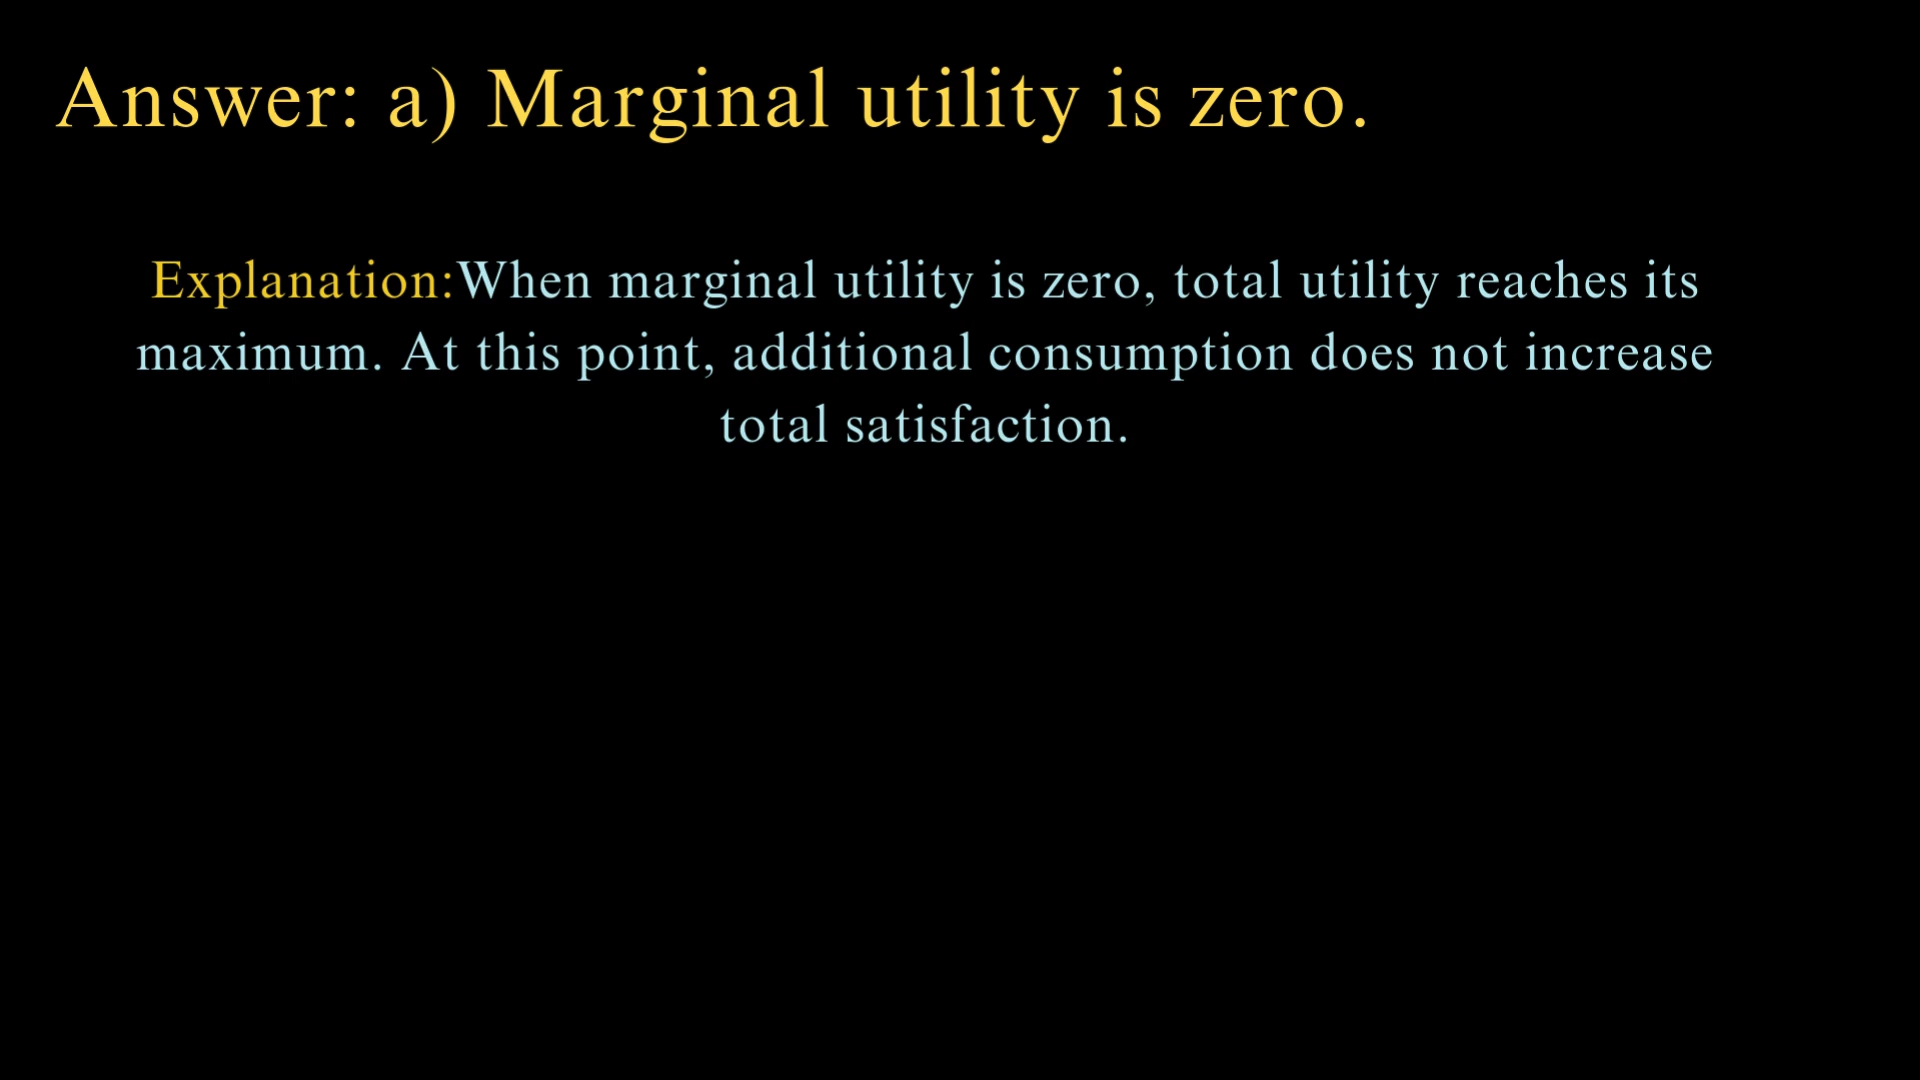 Answer: a) Marginal utility is zero.
Explanation:When marginal utility is zero, total utility reaches its
maximum. At this point, additional consumption does not increase
total satisfaction.